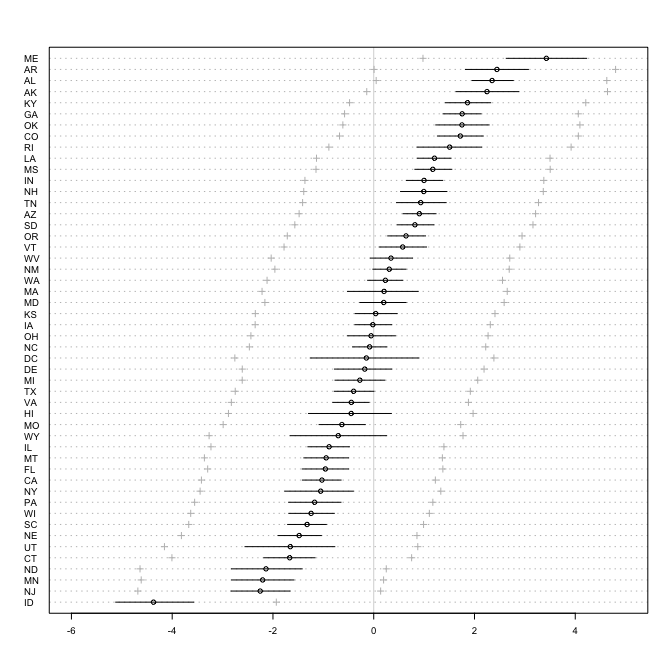 ME
AR
AL
AK
KY
GA
OK
CO
RI
LA
MS
IN
NH
TN
AZ
SD
OR
VT
WV
NM
WA
MA
MD
KS
IA
OH
NC
DC
DE
MI
TX
VA
HI
MO
WY
IL
MT
FL
CA
NY
PA
WI
SC
NE
UT
CT
ND
MN
NJ
ID
-6 -4 -2 0 2 4